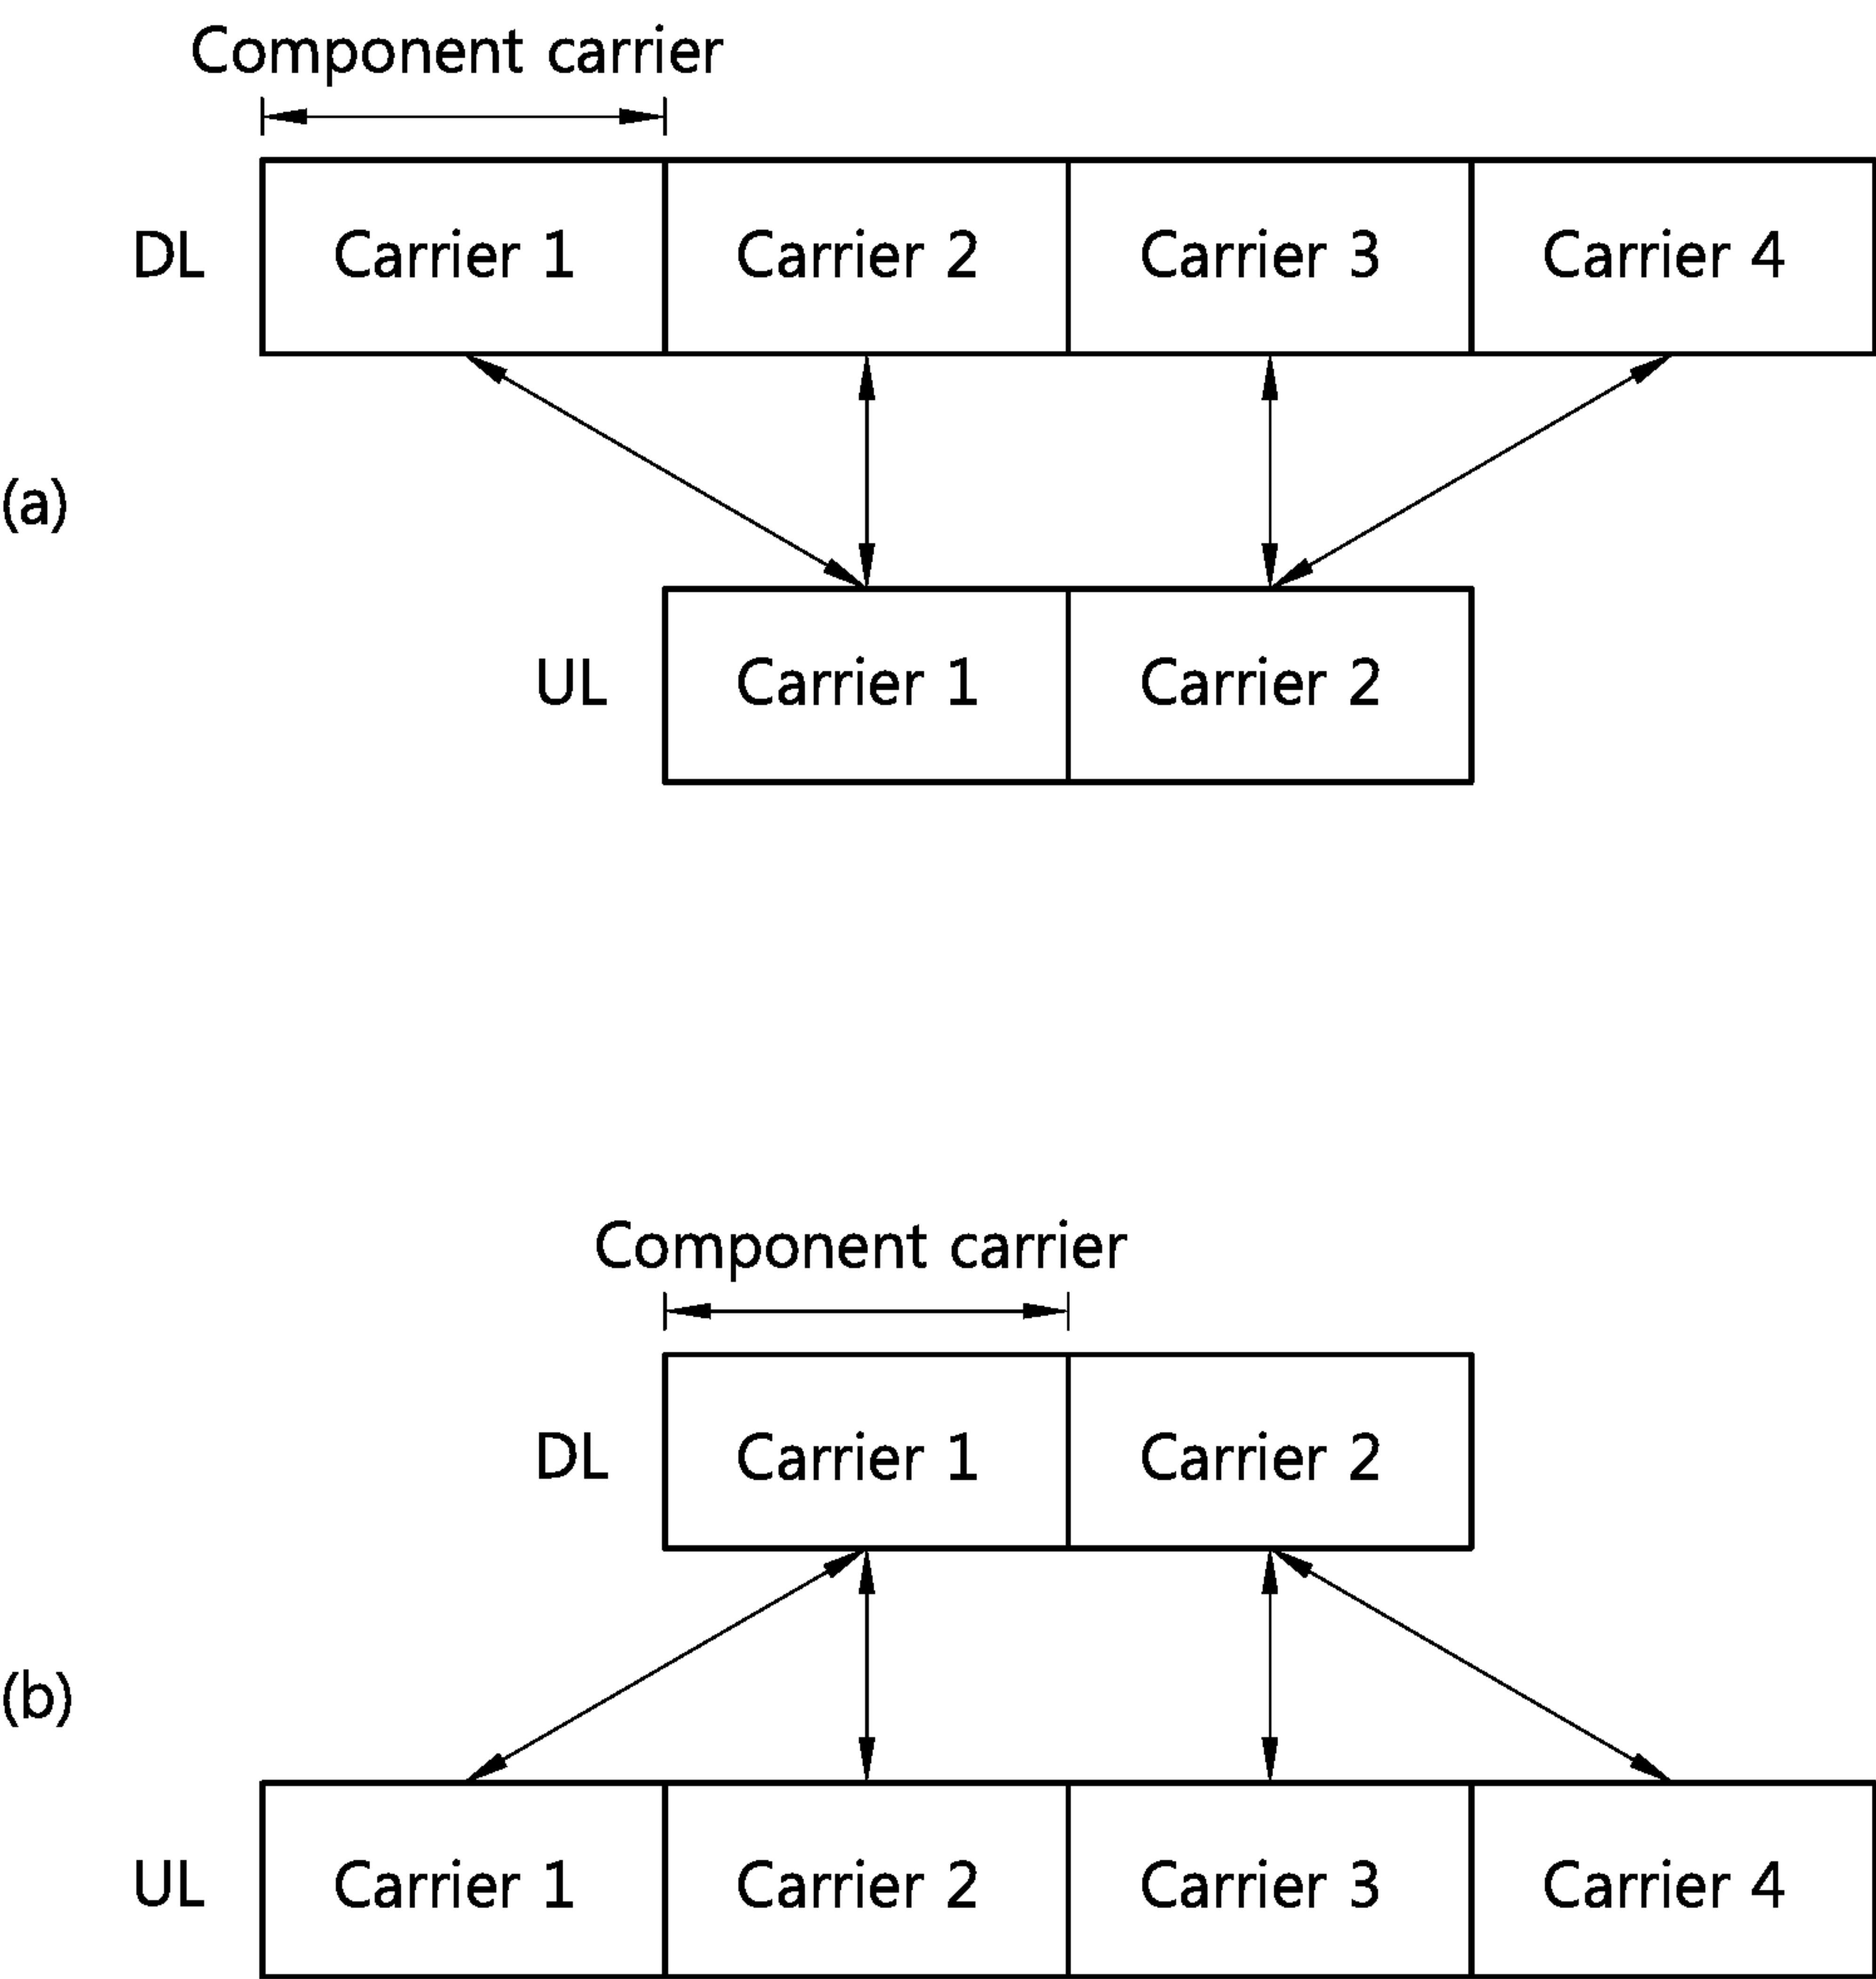 Component carrier
DL Carrier 1 Carrier 2 Carrier 3 Carrier 4
(a)
UL Carrier 1 Carrier 2
Component carrier
DL Carrier 1 Carrier 2
(b)
UL Carrier 1 Carrier 2 Carrier 3 Carrier 4